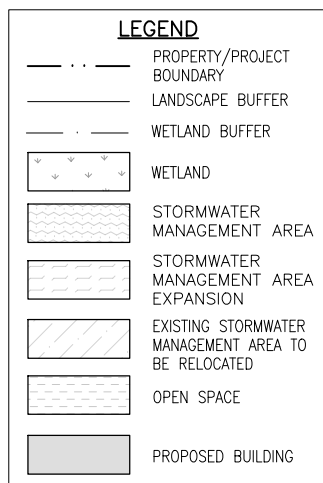 LEGEND
PROPERTY/PROJECT
BOUNDARY
LANDSCAPE BUFFER
WETLAND BUFFER
WETLAND
STORMWATER
MANAGEMENT AREA
STORMWATER
MANAGEMENT AREA
EXPANSION
EXISTING STORMWATER
MANAGEMENT AREA TO
BE RELOCATED
OPEN SPACE
PROPOSED BUILDING